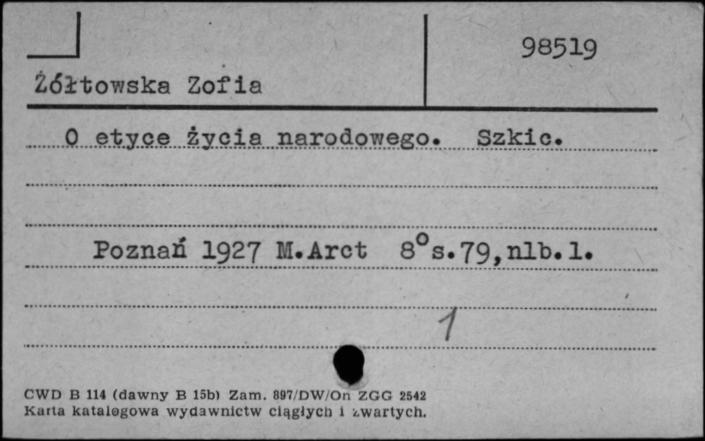 98519
Żółtowska Zofia
O etyce życia narodowego. Szkic.
Poznań 1927 M.Arct 8° s.79,nlb.1.
1
CWD B 114 (dawny B 15b) Zam. 897/DW/On ZGG 2542
Karta katalogowa wydawnictw ciągłych i zwartych.